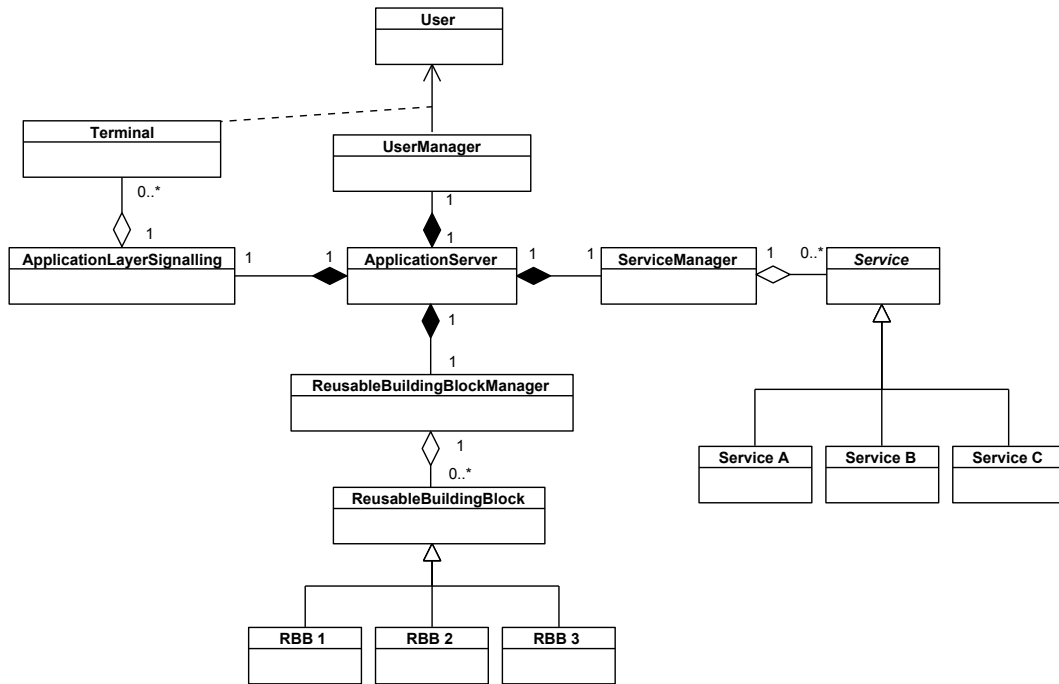 User
Terminal
UserManager
0..*
1
1
1
ApplicationLayerSignalling
1
1
ApplicationServer
1
1
ServiceManager
1
0..*
Service
1
1
ReusableBuildingBlockManager
1
0..*
ReusableBuildingBlock
Service A
Service B
Service C
RBB 1
RBB 2
RBB 3